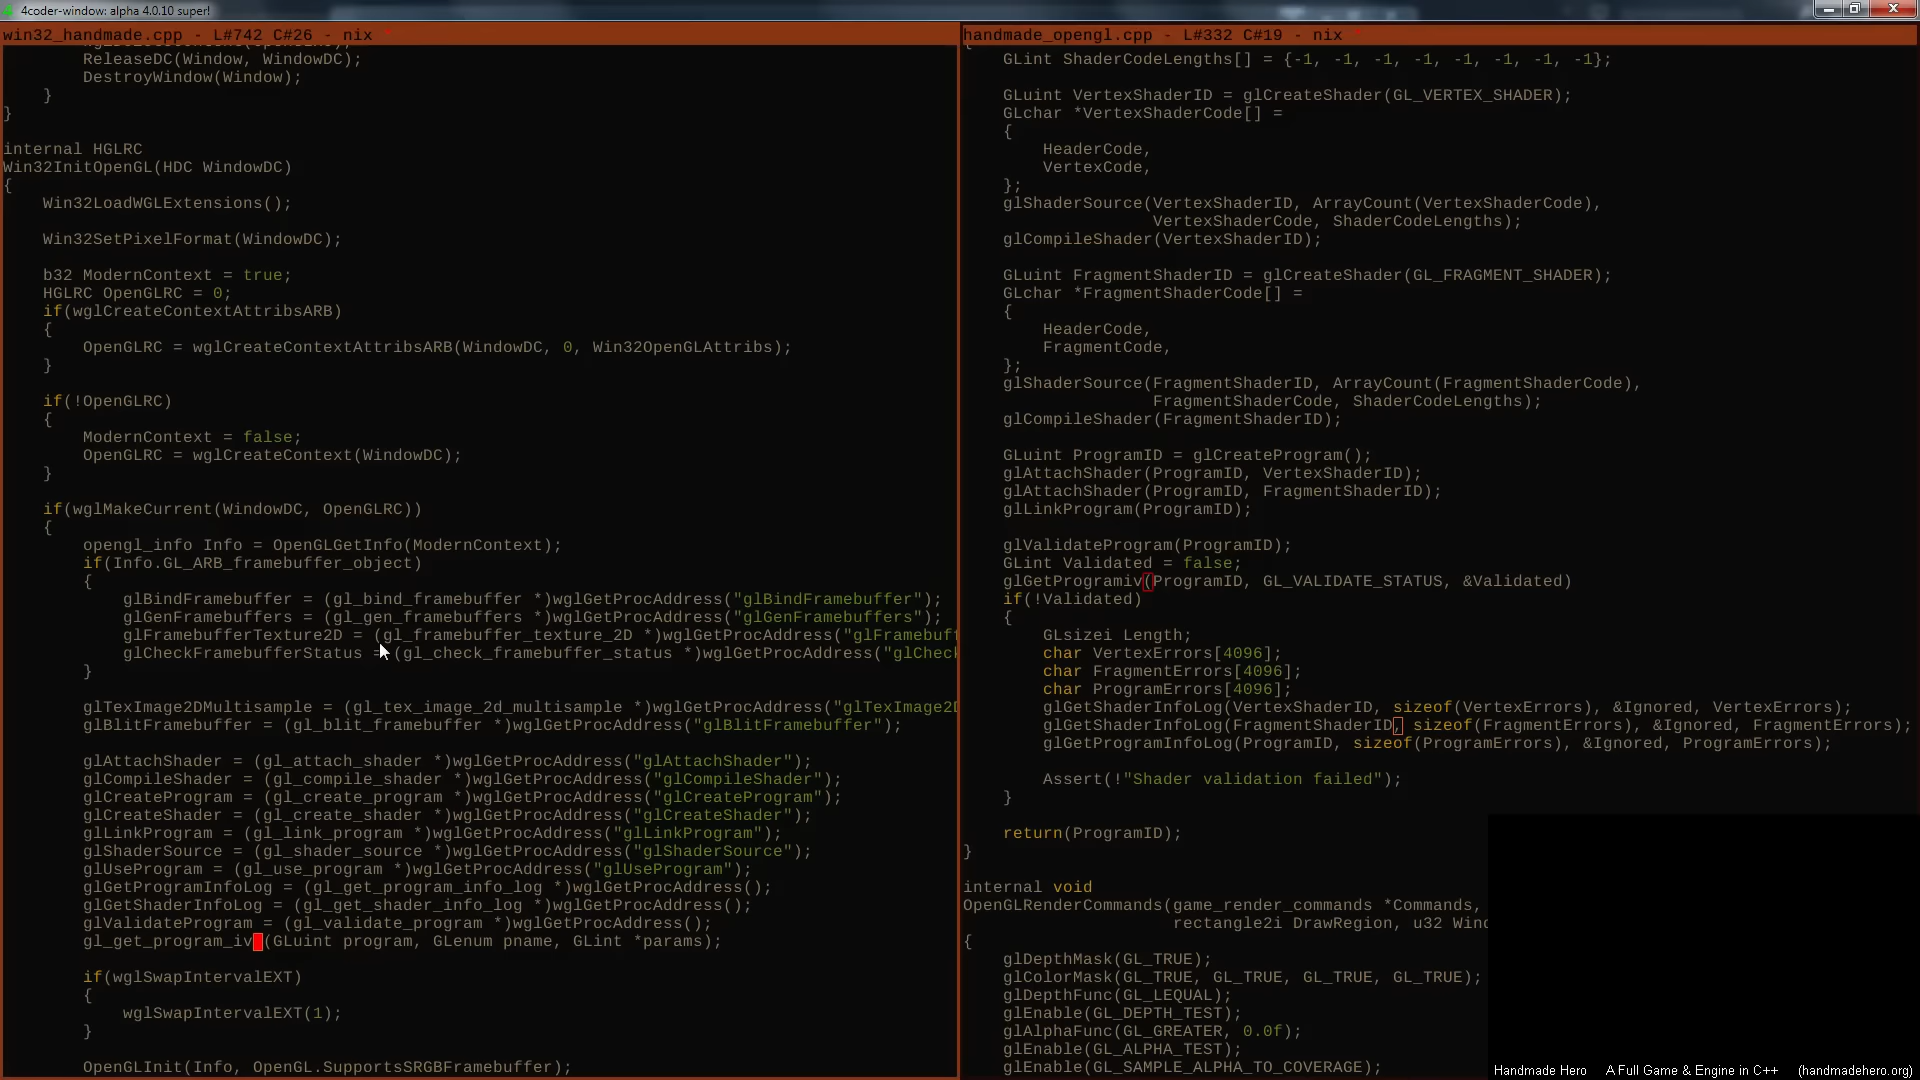 4coder-window: alpha 4.0.10 super!
win32_handmade.cpp - L#742 C#26 - nix *
ReleaseDC(Window, WindowDC);
DestroyWindow(Window);
}
}
internal HGLRC
Win32InitOpenGL(HDC WindowDC)
{
Win32LoadWGLExtensions();
Win32SetPixelFormat(WindowDC);
b32 ModernContext = true;
HGLRC OpenGLRC = 0;
if(wglCreateContextAttribsARB)
{
OpenGLRC = wglCreateContextAttribsARB(WindowDC, 0, Win32OpenGLAttribs);
}
if(!OpenGLRC)
{
ModernContext = false;
OpenGLRC = wglCreateContext(WindowDC);
}
if(wglMakeCurrent(WindowDC, OpenGLRC))
{
opengl_info Info = OpenGLGetInfo(ModernContext);
if(Info.GL_ARB_framebuffer_object)
{
glBindFramebuffer = (gl_bind_framebuffer *)wglGetProcAddress("glBindFramebuffer");
glGenFramebuffers = (gl_gen_framebuffers *)wglGetProcAddress("glGenFramebuffers");
glFramebufferTexture2D = (gl_framebuffer_texture_2D *)wglGetProcAddress("glFramebuff
glCheckFramebufferStatus = (gl_check_framebuffer_status *)wglGetProcAddress("glChec
}
glTexImage2DMultisample = (gl_tex_image_2d_multisample *)wglGetProcAddress("glTexImage2D
glBlitFramebuffer = (gl_blit_framebuffer *)wglGetProcAddress("glBlitFramebuffer");
glAttachShader = (gl_attach_shader *)wglGetProcAddress("glAttachShader");
glCompileShader = (gl_compile_shader *)wglGetProcAddress("glCompileShader");
glCreateProgram = (gl_create_program *)wglGetProcAddress("glCreateProgram");
glCreateShader = (gl_create_shader *)wglGetProcAddress("glCreateShader");
glLinkProgram = (gl_link_program *)wglGetProcAddress("glLinkProgram");
glShaderSource = (gl_shader_source *)wglGetProcAddress("glShaderSource");
glUseProgram = (gl_use_program *)wglGetProcAddress("glUseProgram");
glGetProgramInfoLog = (gl_get_program_info_log *)wglGetProcAddress();
glGetShaderInfoLog = (gl_get_shader_info_log *)wglGetProcAddress();
glValidateProgram = (gl_validate_program *)wglGetProcAddress();
gl_get_program_iv (GLuint program, GLenum pname, GLint *params);
if(wglSwapIntervalEXT)
{
wglSwapIntervalEXT(1);
}
OpenGLInit(Info, OpenGL.SupportsSRGBFramebuffer);
handmade_opengl.cpp - L#332 C#19 - nix *
{
GLint ShaderCodeLengths[] = {-1, -1, -1, -1, -1, -1, -1, -1};
GLuint VertexShaderID = glCreateShader(GL_VERTEX_SHADER);
GLchar *VertexShaderCode[] =
{
HeaderCode,
VertexCode,
};
glShaderSource(VertexShaderID, ArrayCount(VertexShaderCode),
VertexShaderCode, ShaderCodeLengths);
glCompileShader(VertexShaderID);
GLuint FragmentShaderID = glCreateShader(GL_FRAGMENT_SHADER);
GLchar *FragmentShaderCode[] =
{
HeaderCode,
FragmentCode,
};
glShaderSource(FragmentShaderID, ArrayCount(FragmentShaderCode),
FragmentShaderCode, ShaderCodeLengths);
glCompileShader(FragmentShaderID);
GLuint ProgramID = glCreateProgram();
glAttachShader(ProgramID, VertexShaderID);
glAttachShader(ProgramID, FragmentShaderID);
glLinkProgram(ProgramID);
glValidateProgram(ProgramID);
GLint Validated = false;
glGetProgramiv(ProgramID, GL_VALIDATE_STATUS, &Validated)
if(!Validated)
{
GLsizei Length;
char VertexErrors[4096];
char FragmentErrors[4096];
char ProgramErrors[4096];
glGetShaderInfoLog(VertexShaderID, sizeof(VertexErrors), &Ignored, VertexErrors);
glGetShaderInfoLog(FragmentShaderID, sizeof(FragmentErrors), &Ignored, FragmentErrors);
glGetProgramInfoLog(ProgramID, sizeof(ProgramErrors), &Ignored, ProgramErrors);
Assert(!"Shader validation failed");
}
return(ProgramID);
}
internal void
OpenGLRenderCommands(game_render_commands *Commands,
rectangle2i DrawRegion, u32 Wind
{
glDepthMask(GL_TRUE);
glColorMask(GL_TRUE, GL_TRUE, GL_TRUE, GL_TRUE);
glDepthFunc(GL_LEQUAL);
glEnable(GL_DEPTH_TEST);
glAlphaFunc(GL_GREATER, 0.0f);
glEnable(GL_ALPHA_TEST);
glEnable(GL_SAMPLE_ALPHA_TO_COVERAGE);
Handmade Hero A Full Game & Engine in C++ (handmadehero.org)